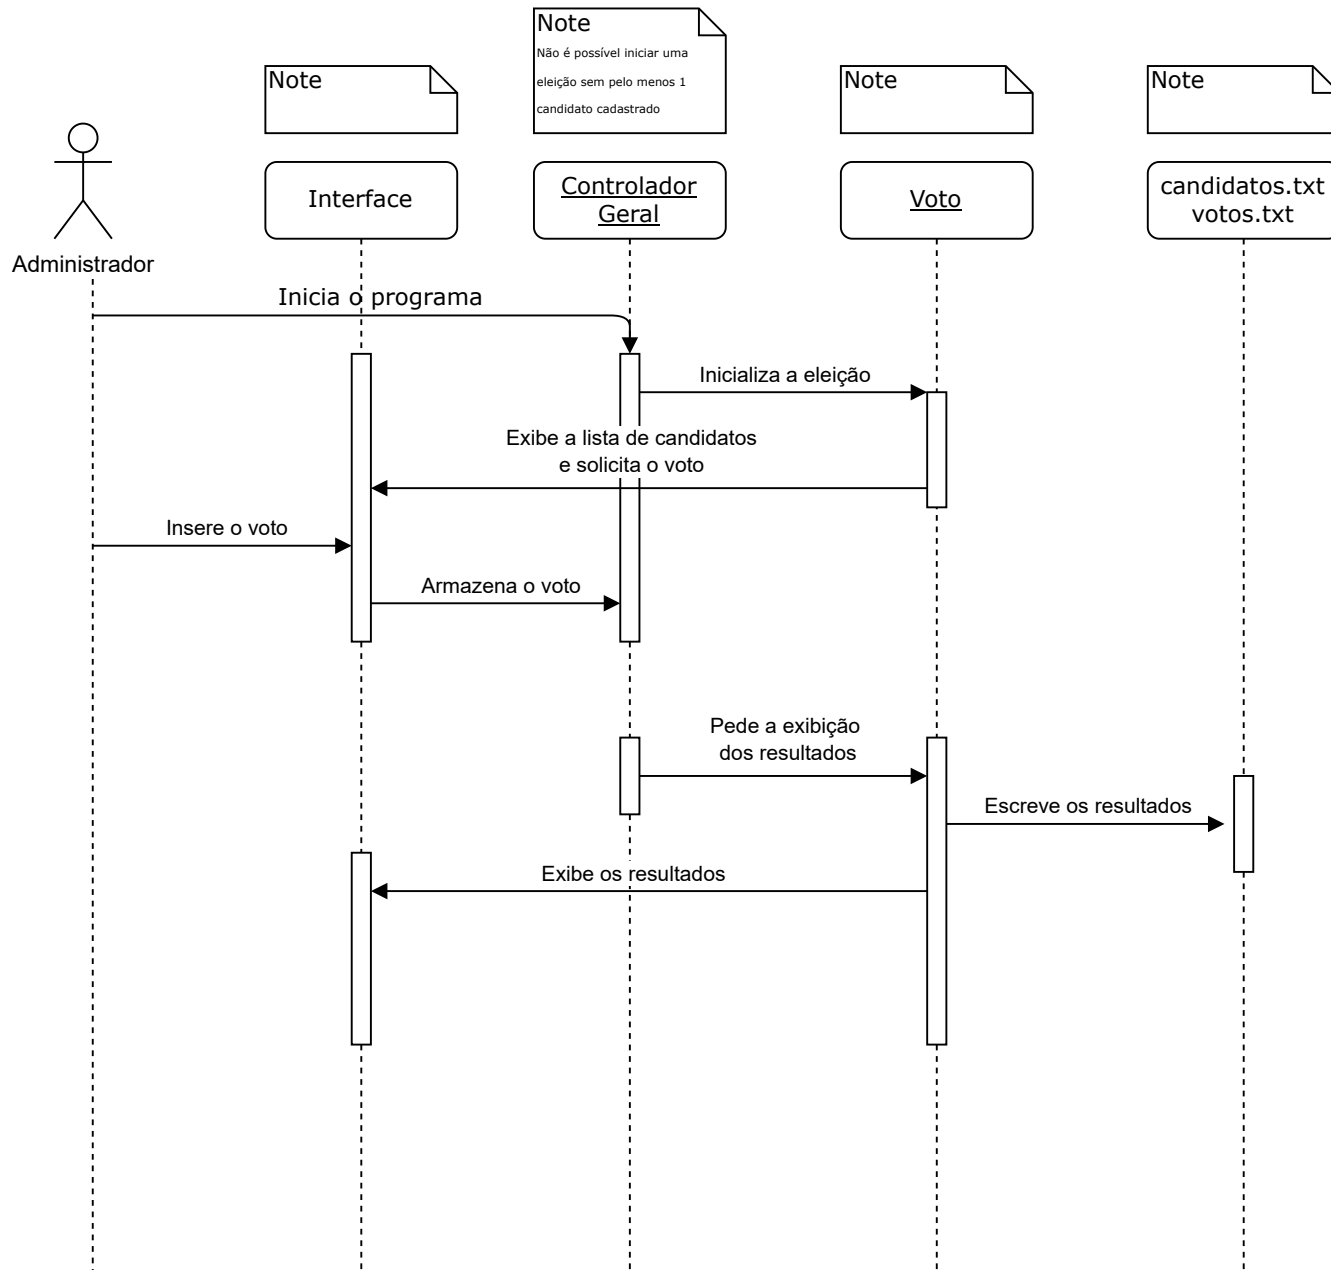 Note
Não é possível iniciar uma
eleição sem pelo menos 1
candidato cadastrado
Note
Note
Note
Administrador
Interface
Controlador
Geral
Voto
candidatos.txt
votos.txt
Inicia o programa
Inicializa a eleição
Exibe a lista de candidatos
e solicita o voto
Insere o voto
Armazena o voto
Pede a exibição
dos resultados
Escreve os resultados
Exibe os resultados